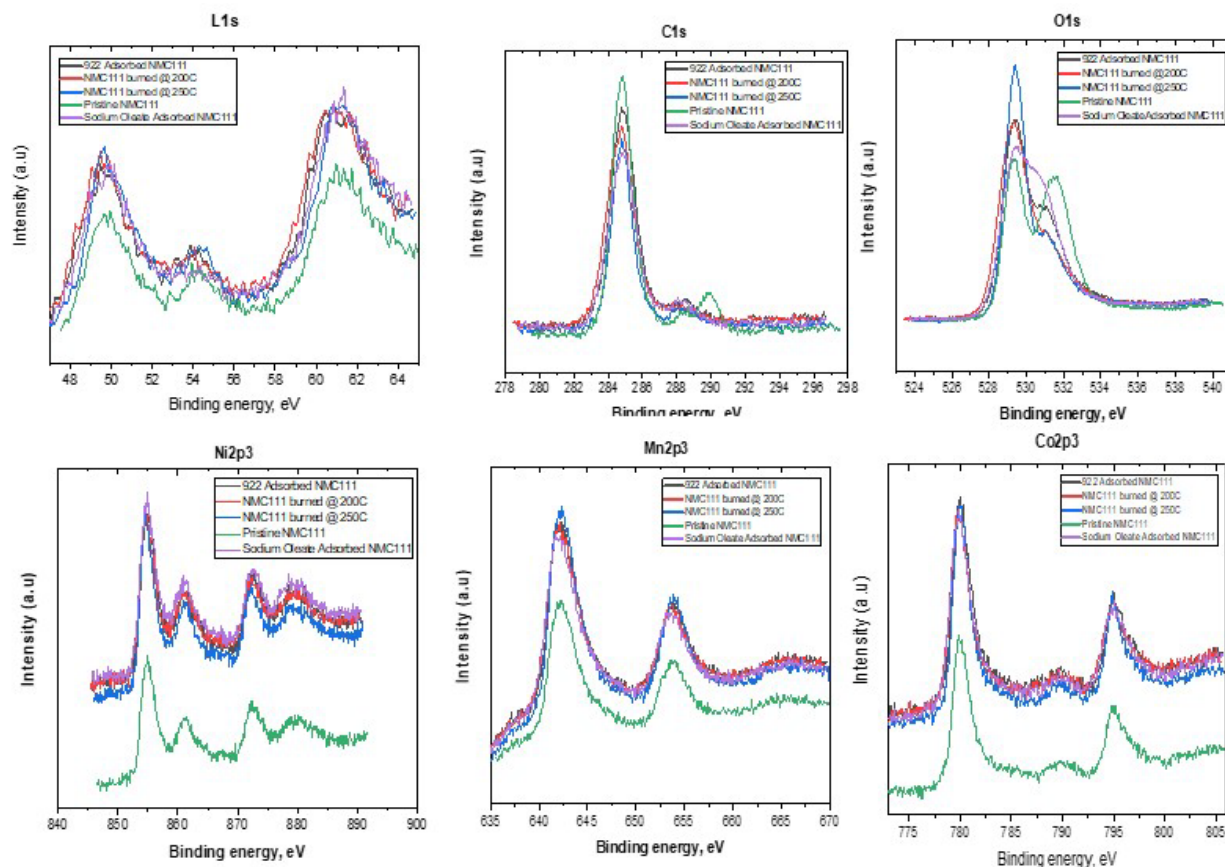 L1s
922 Adsorbed NMC111
NMC111 burned @ 200C
NMC111 burned @ 250C
Pristine NMC111
Sodium Oleate Adsorbed NMC111
Intensity (a.u)
48 50 52 54 56 58 60 62 64
Binding energy, eV
C1s
922 Adsorbed NMC111
NMC111 burned @ 200C
NMC111 burned @ 250C
Pristine NMC111
Sodium Oleate Adsorbed NMC111
Intensity (a.u)
278 280 282 284 286 288 290 292 294 296 298
Binding energy, eV
O1s
922 Adsorbed NMC111
NMC111 burned @ 200C
NMC111 burned @ 250C
Pristine NMC111
Sodium Oleate Adsorbed NMC111
Intensity (a.u)
524 526 528 530 532 534 536 538 540
Binding energy, eV
Ni2p3
922 Adsorbed NMC111
NMC111 burned @ 200C
NMC111 burned @ 250C
Pristine NMC111
Sodium Oleate Adsorbed NMC111
Intensity (a.u)
840 850 860 870 880 890 900
Binding energy, eV
Mn2p3
922 Adsorbed NMC111
NMC111 burned @ 200C
NMC111 burned @ 250C
Pristine NMC111
Sodium Oleate Adsorbed NMC111
Intensity (a.u)
635 640 645 650 655 660 665 670
Binding energy, eV
Co2p3
922 Adsorbed NMC111
NMC111 burned @ 200C
NMC111 burned @ 250C
Pristine NMC111
Sodium Oleate Adsorbed NMC111
Intensity (a.u)
775 780 785 790 795 800 805
Binding energy, eV